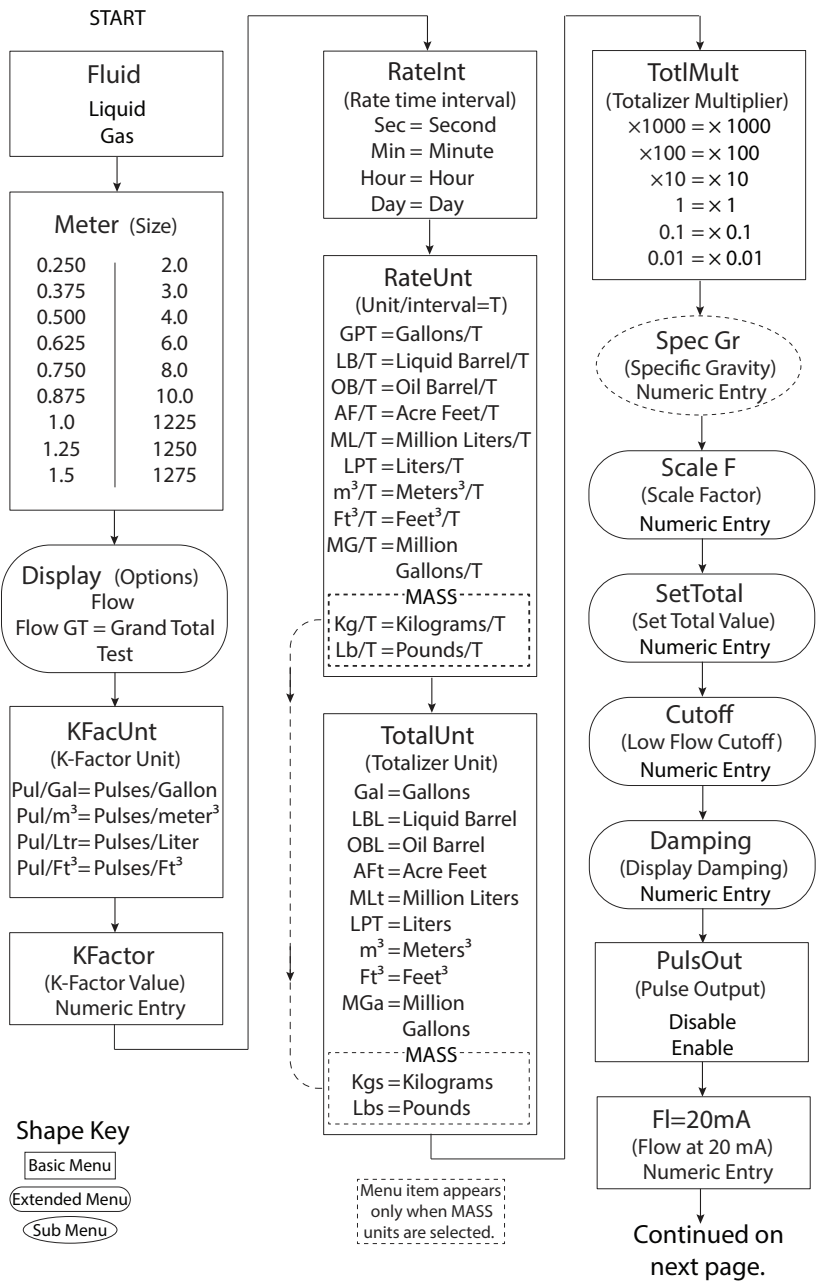 START
Fluid
Liquid
Gas
Meter (Size)
0.250 2.0
0.375 3.0
0.500 4.0
0.625 6.0
0.750 8.0
0.875 10.0
1.0 1225
1.25 1250
1.5 1275
Display (Options)
Flow
Flow GT = Grand Total
Test
KFacUnt
(K-Factor Unit)
Pul/Gal= Pulses/Gallon
Pul/m³= Pulses/meter³
Pul/Ltr= Pulses/Liter
Pul/Ft³= Pulses/Ft³
KFactor
(K-Factor Value)
Numeric Entry
Shape Key
Basic Menu
Extended Menu
Sub Menu
RateInt
(Rate time interval)
Sec = Second
Min = Minute
Hour = Hour
Day = Day
RateUnt
(Unit/interval=T)
GPT =Gallons/T
LB/T =Liquid Barrel/T
OB/T =Oil Barrel/T
AF/T =Acre Feet/T
ML/T =Million Liters/T
LPT =Liters/T
m³/T =Meters³/T
Ft³/T =Feet³/T
MG/T =Million
Gallons/T
MASS
Kg/T =Kilograms/T
Lb/T =Pounds/T
TotalUnt
(Totalizer Unit)
Gal =Gallons
LBL =Liquid Barrel
OBL =Oil Barrel
AFt =Acre Feet
MLt =Million Liters
LPT =Liters
m³ =Meters³
Ft³ =Feet³
MGa =Million
Gallons
MASS
Kgs =Kilograms
Lbs =Pounds
Menu item appears
only when MASS
units are selected.
TotlMult
(Totalizer Multiplier)
×1000 = × 1000
×100 = × 100
×10 = × 10
1 = × 1
0.1 = × 0.1
0.01 = × 0.01
Spec Gr
(Specific Gravity)
Numeric Entry
Scale F
(Scale Factor)
Numeric Entry
SetTotal
(Set Total Value)
Numeric Entry
Cutoff
(Low Flow Cutoff)
Numeric Entry
Damping
(Display Damping)
Numeric Entry
PulsOut
(Pulse Output)
Disable
Enable
Fl=20mA
(Flow at 20 mA)
Numeric Entry
Continued on
next page.